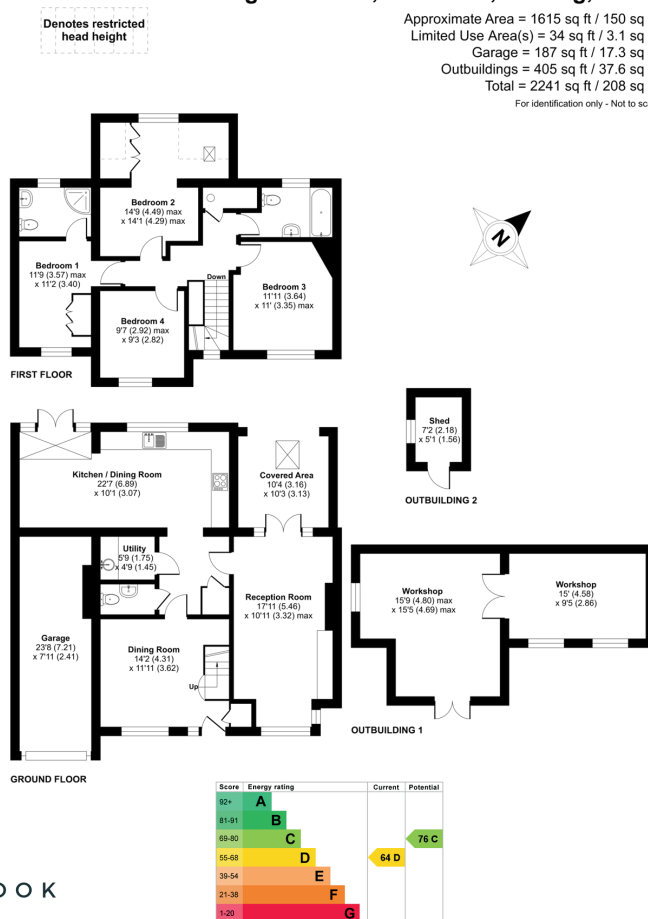 Denotes restricted
head height
Approximate Area = 1615 sq ft / 150 sq
Limited Use Area(s) = 34 sq ft / 3.1 sq
Garage = 187 sq ft / 17.3 sq
Outbuildings = 405 sq ft / 37.6 sq
Total = 2241 sq ft / 208 sq
For identification only - Not to sc
N
Bedroom 2
14'9 (4.49) max
x 14'1 (4.29) max
Bedroom 1
11'9 (3.57) max
x 11'2 (3.40)
Down
Bedroom 3
11'11 (3.64)
x 11' (3.35) max
Bedroom 4
9'7 (2.92) max
x 9'3 (2.82)
FIRST FLOOR
Shed
7'2 (2.18)
x 5'1 (1.56)
OUTBUILDING 2
Kitchen / Dining Room
22'7 (6.89)
x 10'1 (3.07)
Covered Area
10'4 (3.16)
x 10'3 (3.13)
Utility
5'9 (1.75)
x 4'9 (1.45)
Reception Room
17'11 (5.46)
x 10'11 (3.32) max
Garage
23'8 (7.21)
x 7'11 (2.41)
Dining Room
14'2 (4.31)
x 11'11 (3.62)
Up
Workshop
15'9 (4.80) max
x 15'5 (4.69) max
Workshop
15' (4.58)
x 9'5 (2.86)
OUTBUILDING 1
GROUND FLOOR
Score Energy rating Current Potential
92+ A
81-91 B
69-80 C 76 C
55-68 D 64 D
39-54 E
21-38 F
1-20 G
O O K